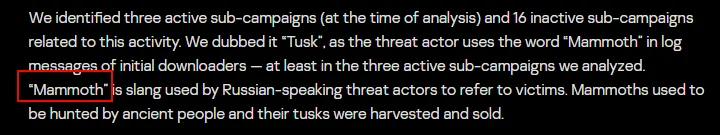 We identified three active sub-campaigns (at the time of analysis) and 16 inactive sub-campaigns
related to this activity. We dubbed it “Tusk”, as the threat actor uses the word “Mammoth” in log
messages of initial downloaders — at least in the three active sub-campaigns we analyzed.
“Mammoth” is slang used by Russian-speaking threat actors to refer to victims. Mammoths used to
be hunted by ancient people and their tusks were harvested and sold.